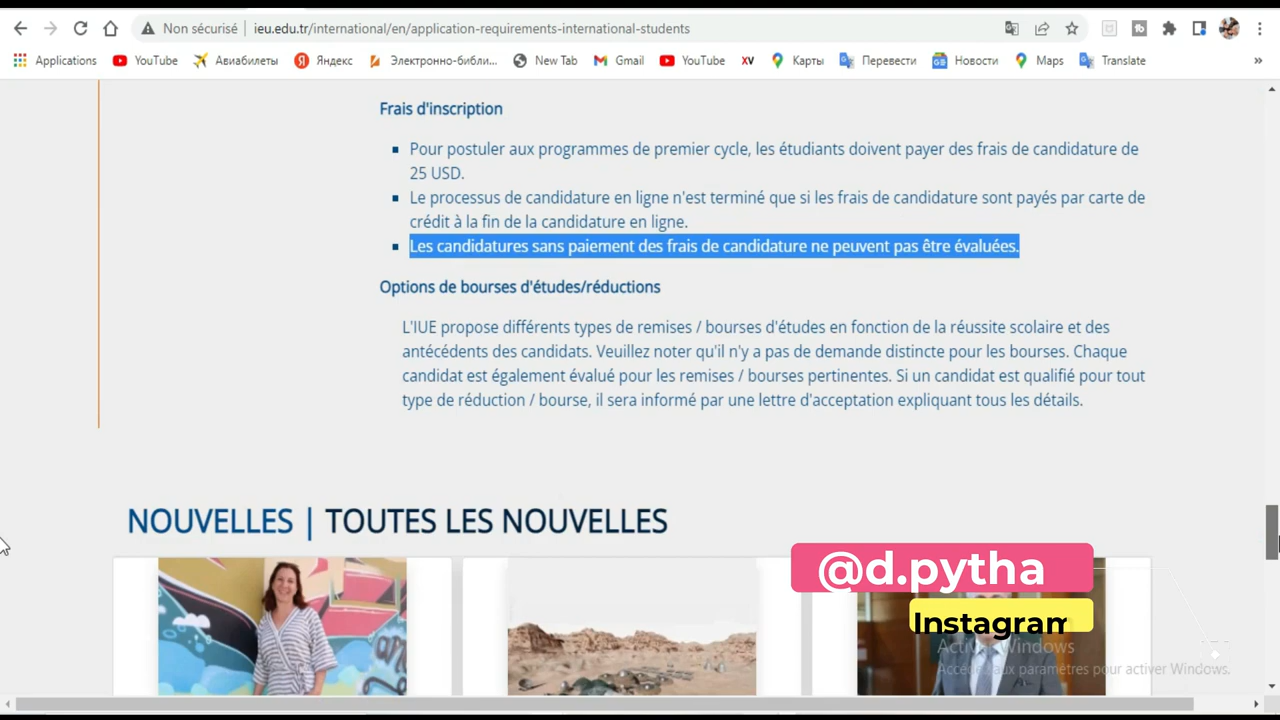 Non sécurisé
ieu.edu.tr/international/en/application-requirements-international-students
Applications
YouTube
Авиабилеты
Яндекс
Электронно-библи...
New Tab
Gmail
YouTube
XV
Карты
Перевести
Новости
Maps
Translate
»
Frais d'inscription
Pour postuler aux programmes de premier cycle, les étudiants doivent payer des frais de candidature de
25 USD.
Le processus de candidature en ligne n'est terminé que si les frais de candidature sont payés par carte de
crédit à la fin de la candidature en ligne.
Les candidatures sans paiement des frais de candidature ne peuvent pas être évaluées.
Options de bourses d'études/réductions
L'IUE propose différents types de remises / bourses d'études en fonction de la réussite scolaire et des
antécédents des candidats. Veuillez noter qu'il n'y a pas de demande distincte pour les bourses. Chaque
candidat est également évalué pour les remises / bourses pertinentes. Si un candidat est qualifié pour tout
type de réduction / bourse, il sera informé par une lettre d'acceptation expliquant tous les détails.
NOUVELLES | TOUTES LES NOUVELLES
@d.pytha
Instagram
Activer Windows
Accédez aux paramètres pour activer Windows.